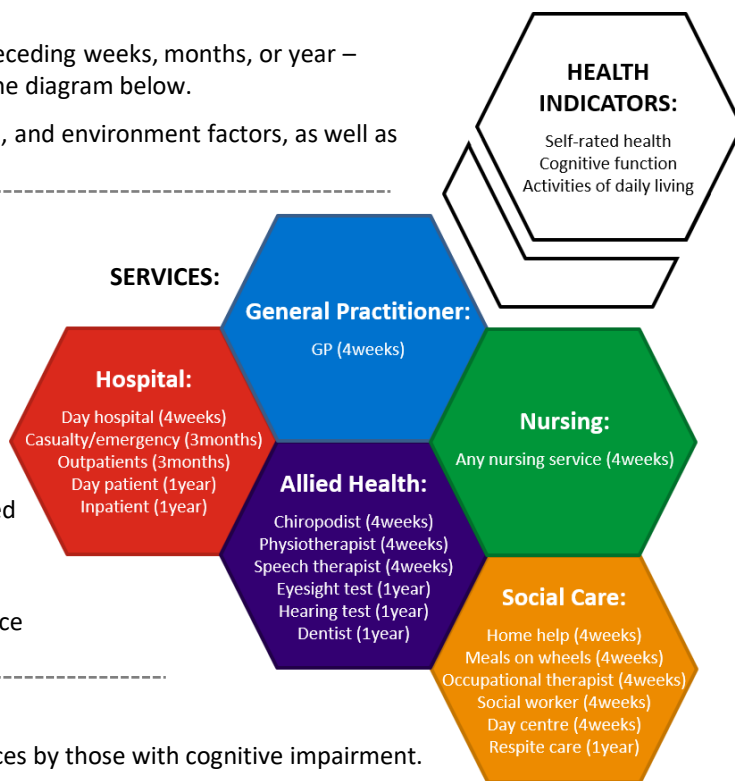 eceding weeks, months, or year –
ne diagram below.
, and environment factors, as well as
HEALTH
INDICATORS:
Self-rated health
Cognitive function
Activities of daily living
SERVICES:
General Practitioner:
GP (4weeks)
Hospital:
Day hospital (4weeks)
Casualty/emergency (3months)
Outpatients (3months)
Day patient (1year)
Inpatient (1year)
Nursing:
Any nursing service (4weeks)
Allied Health:
Chiropodist (4weeks)
Physiotherapist (4weeks)
Speech therapist (4weeks)
Eyesight test (1year)
Hearing test (1year)
Dentist (1year)
ed
ce
Social Care:
Home help (4weeks)
Meals on wheels (4weeks)
Occupational therapist (4weeks)
Social worker (4weeks)
Day centre (4weeks)
Respite care (1year)
ces by those with cognitive impairment.